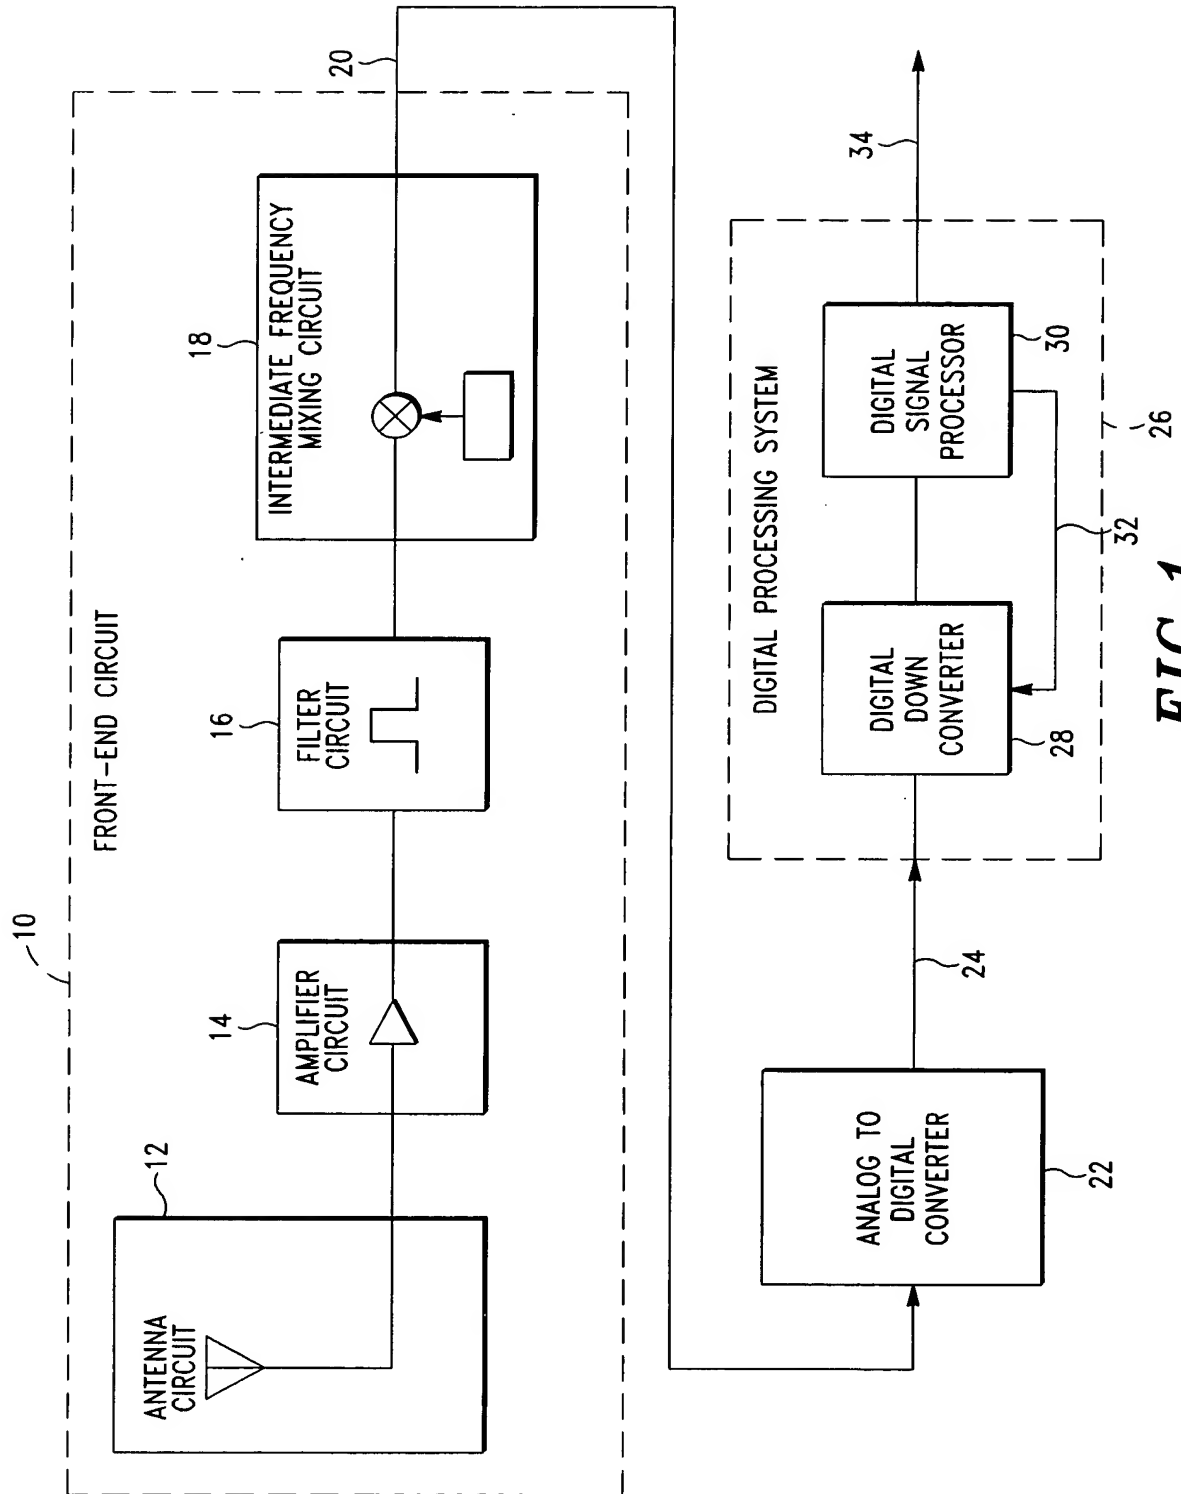 10
FRONT-END CIRCUIT
12
ANTENNA
CIRCUIT
14
AMPLIFIER
CIRCUIT
16
FILTER
CIRCUIT
18
INTERMEDIATE FREQUENCY
MIXING CIRCUIT
20
ANALOG TO
DIGITAL
CONVERTER
22
24
DIGITAL PROCESSING SYSTEM
DIGITAL
DOWN
CONVERTER
28
DIGITAL
SIGNAL
PROCESSOR
30
32
26
34
FIG. 1